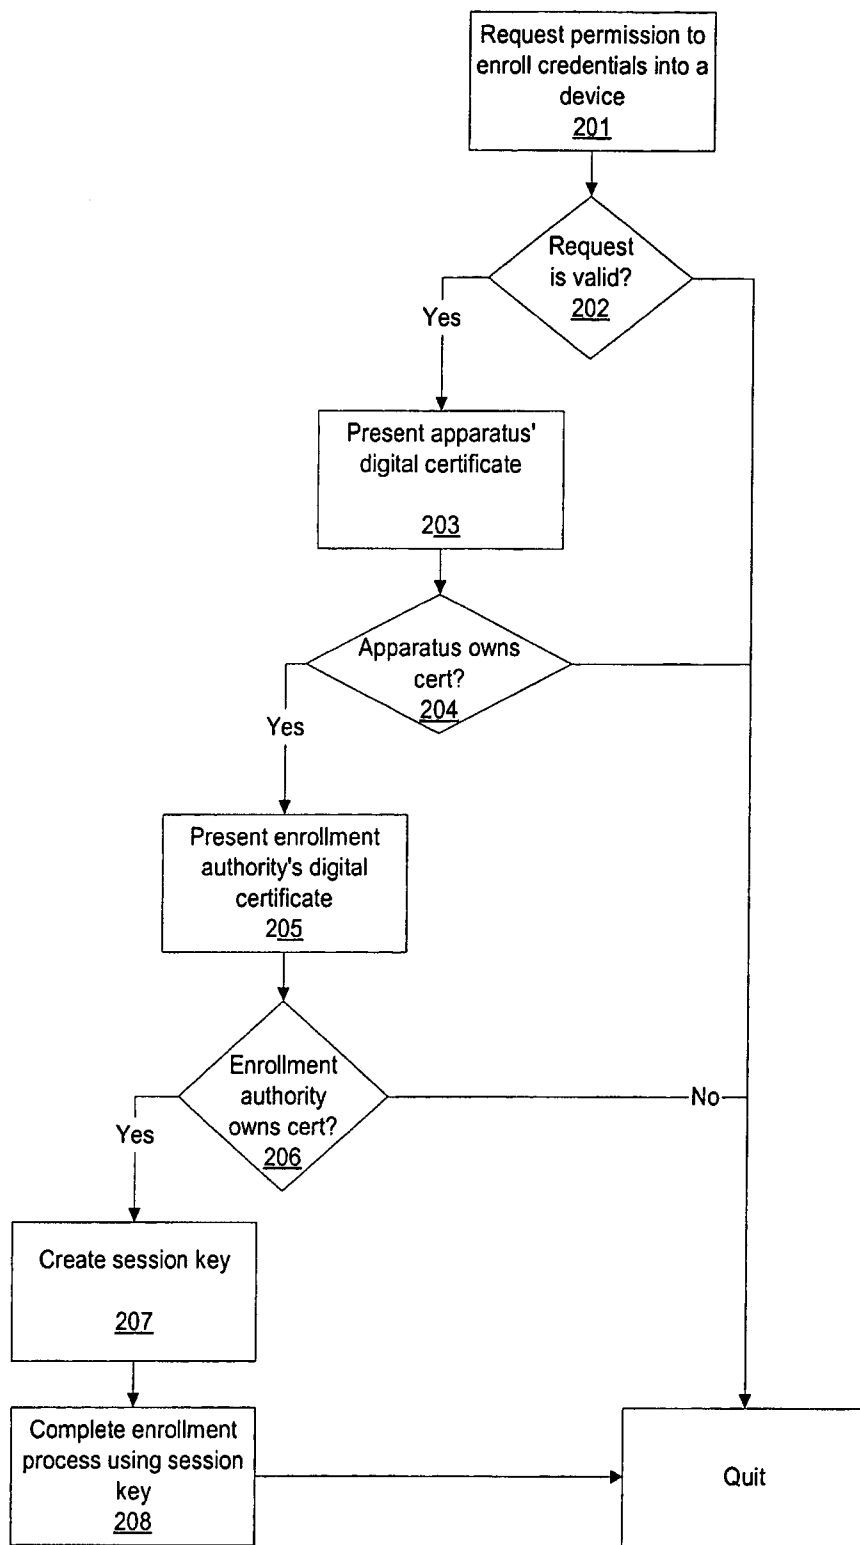 Request permission to
enroll credentials into a
device
201
Request
is valid?
202
Yes
Present apparatus'
digital certificate
203
Apparatus owns
cert?
204
Yes
Present enrollment
authority's digital
certificate
205
Enrollment
authority
owns cert?
206
No
Yes
Create session key
207
Complete enrollment
process using session
key
208
Quit